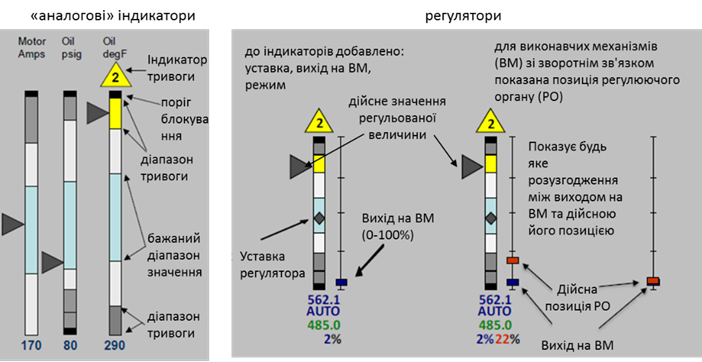 «аналогові» індикатори
Motor
Amps
Oil
psig
Oil
degF
2
Індикатор
тривоги
поріг
блокува
ння
діапазон
тривоги
бажаний
діапазон
значення
діапазон
тривоги
170
80
290
регулятори
до індикаторів добавлено:
уставка, вихід на ВМ,
режим
для виконавчих механізмів
(ВМ) зі зворотнім зв'язком
показана позиція регулюючого
органу (РО)
дійсне значення
регульованої
величини
2
2
Показує будь
яке
розузгодження
між виходом на
ВМ та дійсною
його позицією
Вихід на ВМ
(0-100%)
Уставка
регулятора
562.1
AUTO
485.0
2%
562.1
AUTO
485.0
2% 22%
Дійсна
позиція РО
Вихід на ВМ